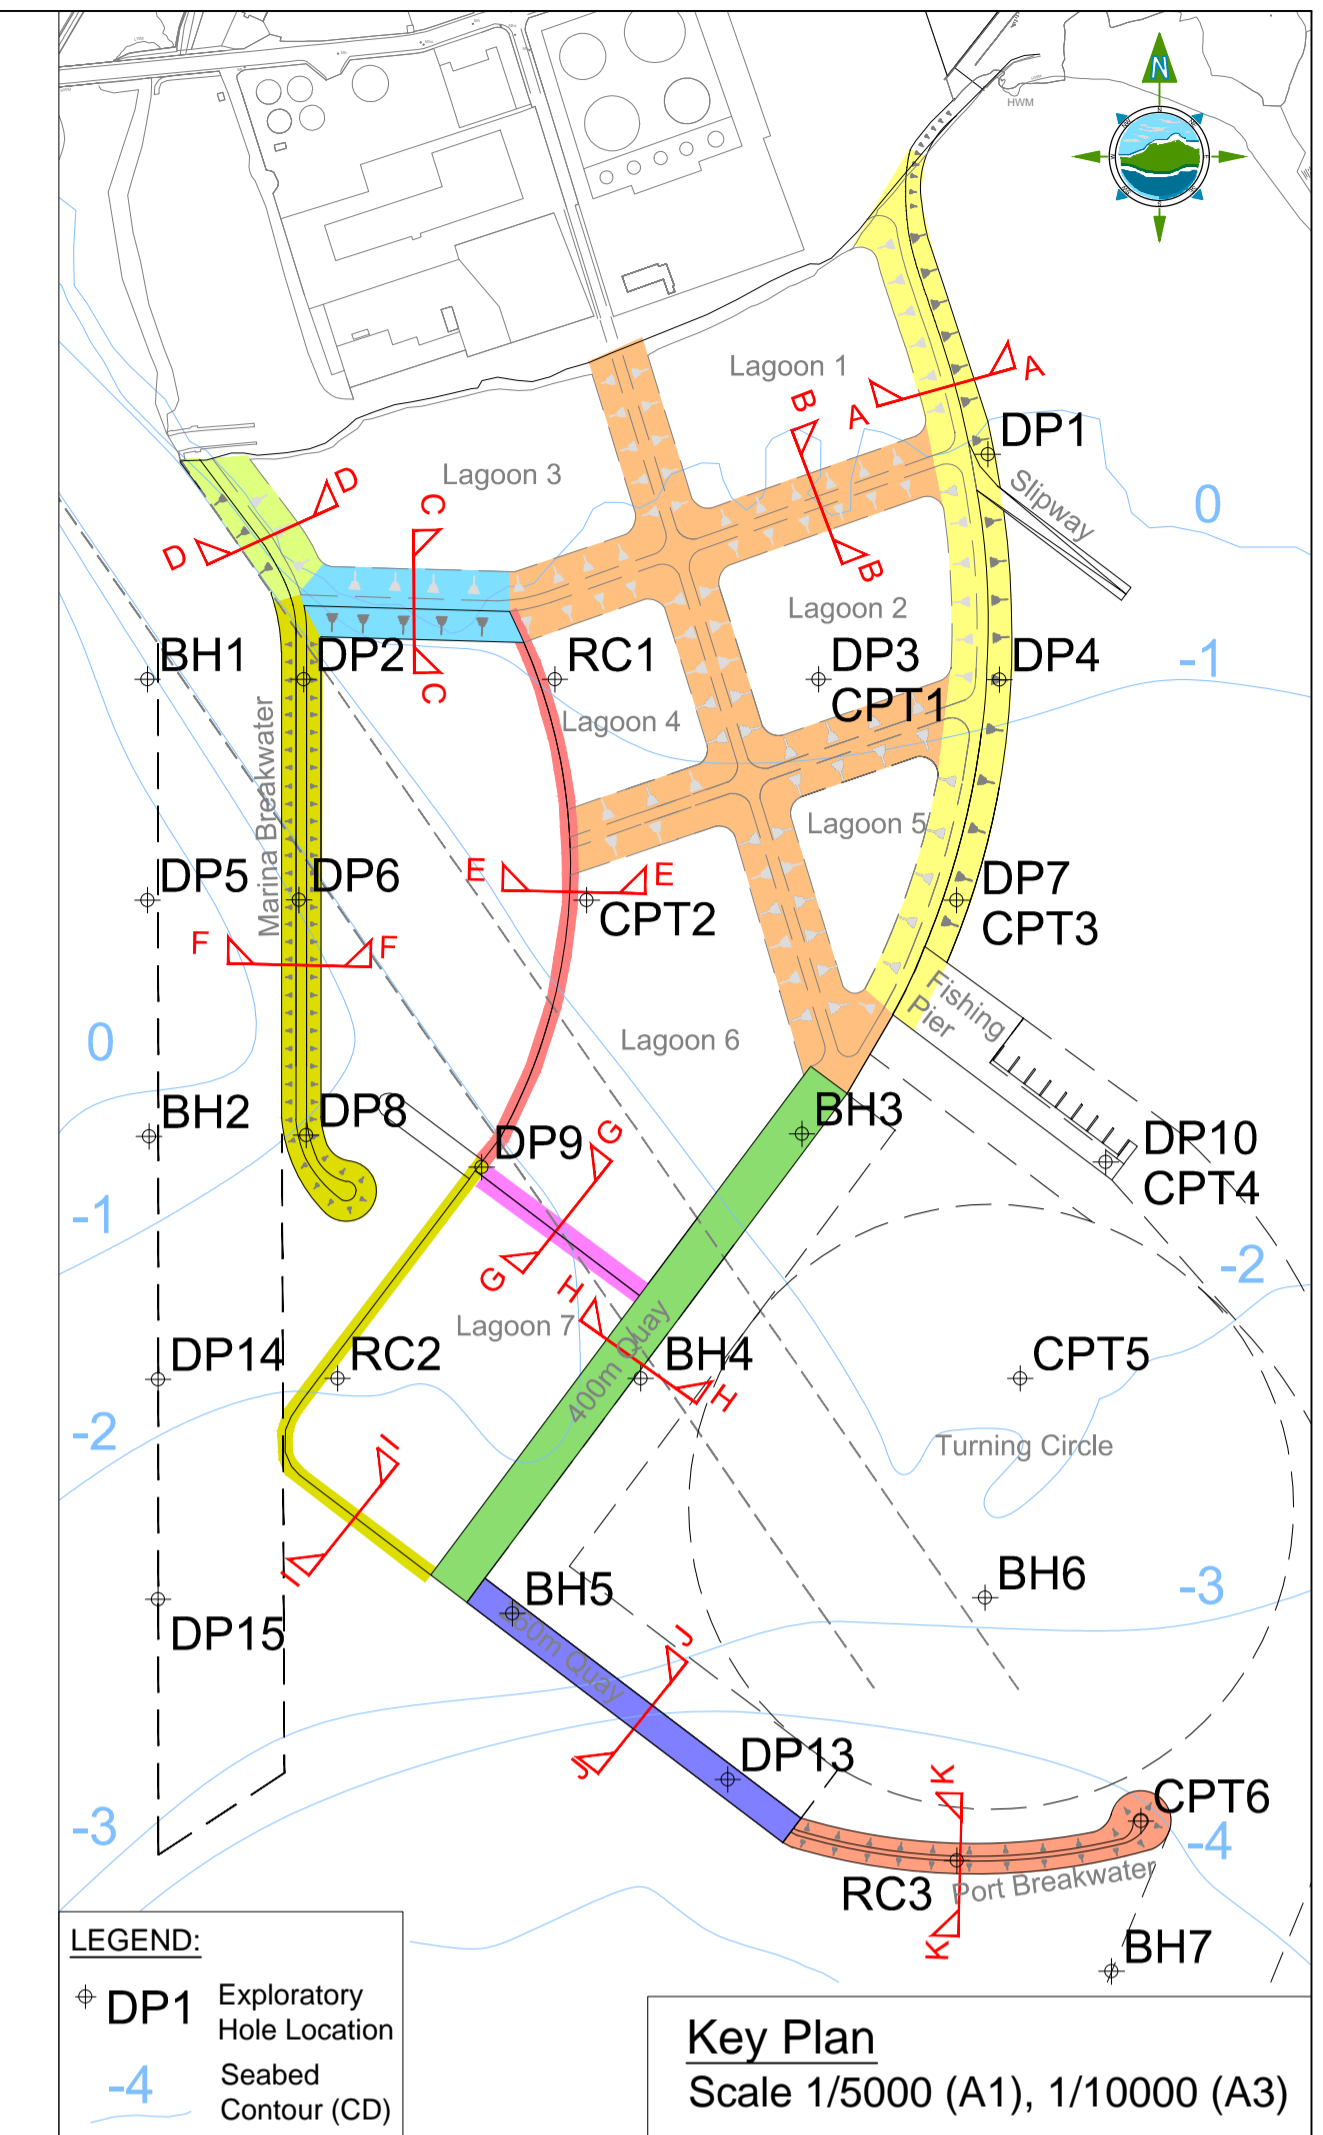 N
HWM
Lagoon 1
A
A
B
B
DP1
Slipway
0
Lagoon 3
D
D
C
C
Lagoon 2
BH1
DP2
RC1
DP3
CPT1
DP4
-1
Lagoon 4
Marina Breakwater
Lagoon 5
DP5
DP6
E
E
CPT2
DP7
CPT3
F
F
Fishing
Pier
0
Lagoon 6
BH2
DP8
DP9
BH3
DP10
CPT4
G
G
-1
-2
H
H
Lagoon 7
400m Quay
DP14
RC2
BH4
CPT5
-2
Turning Circle
I
I
BH5
BH6
-3
DP15
60m Quay
J
J
DP13
K
K
CPT6
-3
-4
RC3
Port Breakwater
BH7
LEGEND:
DP1
Exploratory
Hole Location
-4
Seabed
Contour (CD)
Key Plan
Scale 1/5000 (A1), 1/10000 (A3)